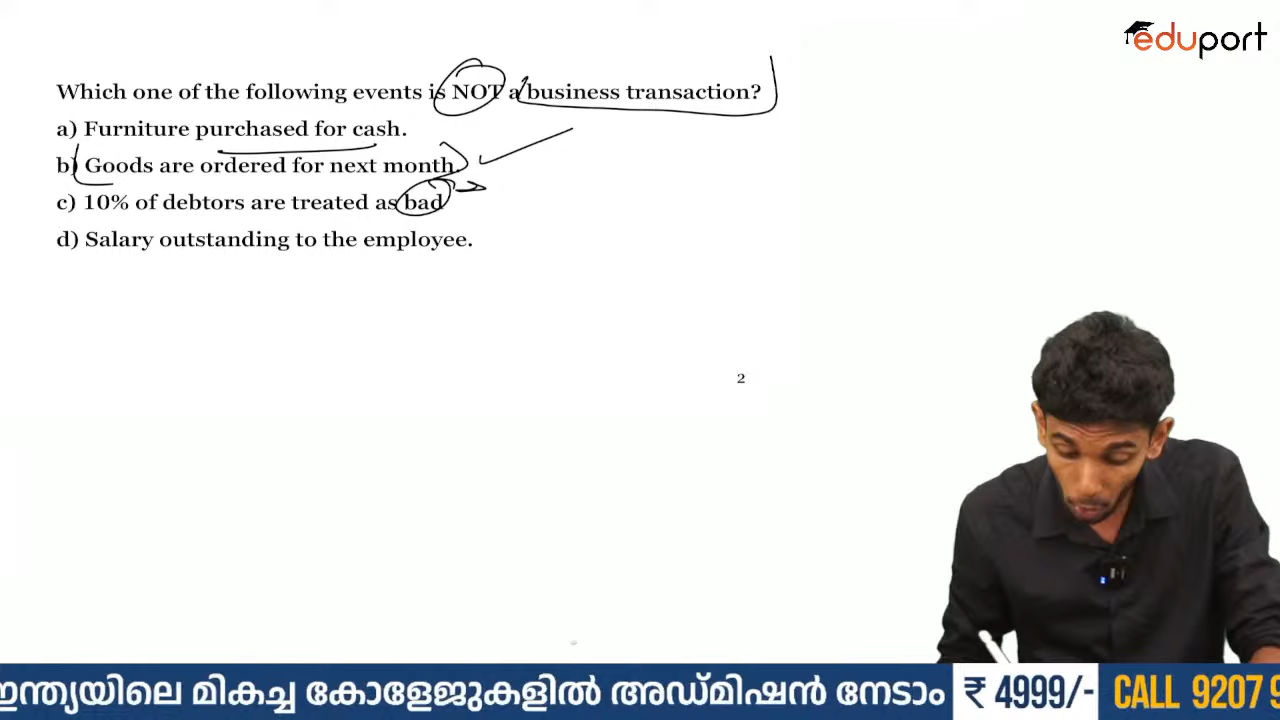 eduport
Which one of the following events is NOT a business transaction?
a) Furniture purchased for cash.
b) Goods are ordered for next month.
c) 10% of debtors are treated as bad
d) Salary outstanding to the employee.
2
ഇന്ത്യയിലെ മികച്ച കോളേജുകളിൽ അഡ്മിഷൻ നേടാം ₹ 4999/- CALL 9207 9